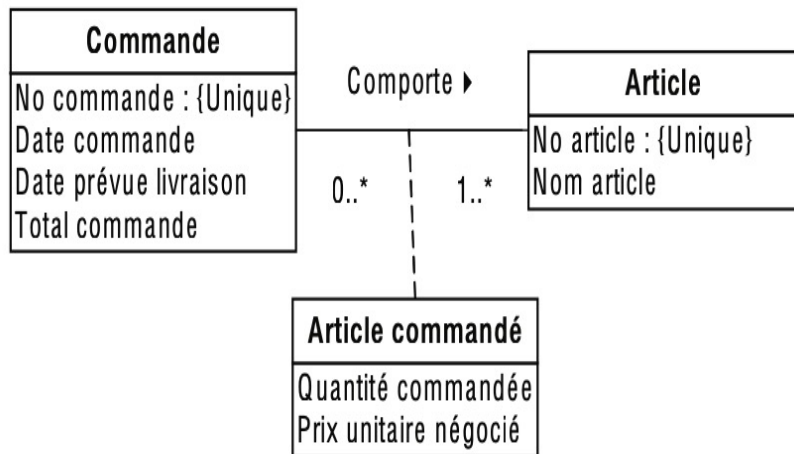 Commande
No commande : {Unique}
Date commande
Date prévue livraison
Total commande
Comporte ▸
0..*
1..*
Article
No article : {Unique}
Nom article
Article commandé
Quantité commandée
Prix unitaire négocié